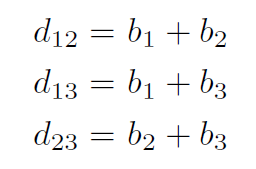 d₁₂ = b₁ + b₂
d₁₃ = b₁ + b₃
d₂₃ = b₂ + b₃